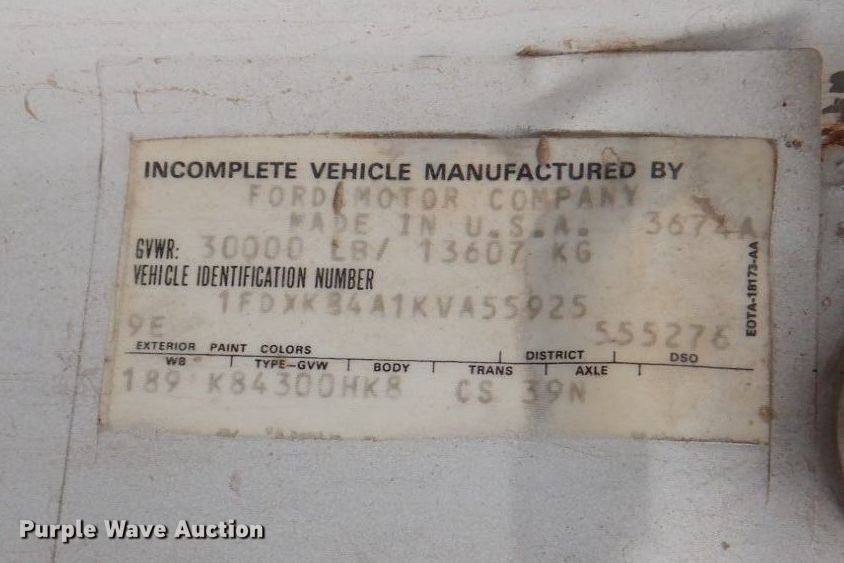 INCOMPLETE VEHICLE MANUFACTURED BY
FORD MOTOR COMPANY
MADE IN U.S.A. 3674A
GVWR: 30000 LB/ 13607 KG
VEHICLE IDENTIFICATION NUMBER
1FDXK84A1KVA55925
9E 555276
EXTERIOR PAINT COLORS DISTRICT DSO
WB TYPE-GVW BODY TRANS AXLE
189 K84300HK8 CS 39N
EOTA-18173-AA
Purple Wave Auction